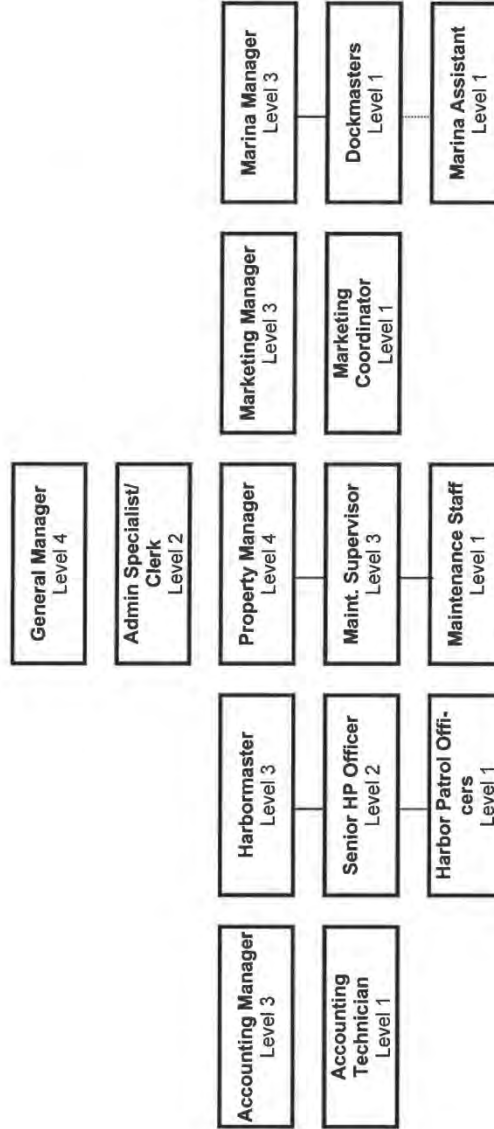 General Manager
Level 4
Admin Specialist/
Clerk
Level 2
Accounting Manager
Level 3
Harbormaster
Level 3
Property Manager
Level 4
Marketing Manager
Level 3
Marina Manager
Level 3
Accounting
Technician
Level 1
Senior HP Officer
Level 2
Maint. Supervisor
Level 3
Marketing
Coordinator
Level 1
Dockmasters
Level 1
Harbor Patrol Offi-
cers
Level 1
Maintenance Staff
Level 1
Marina Assistant
Level 1